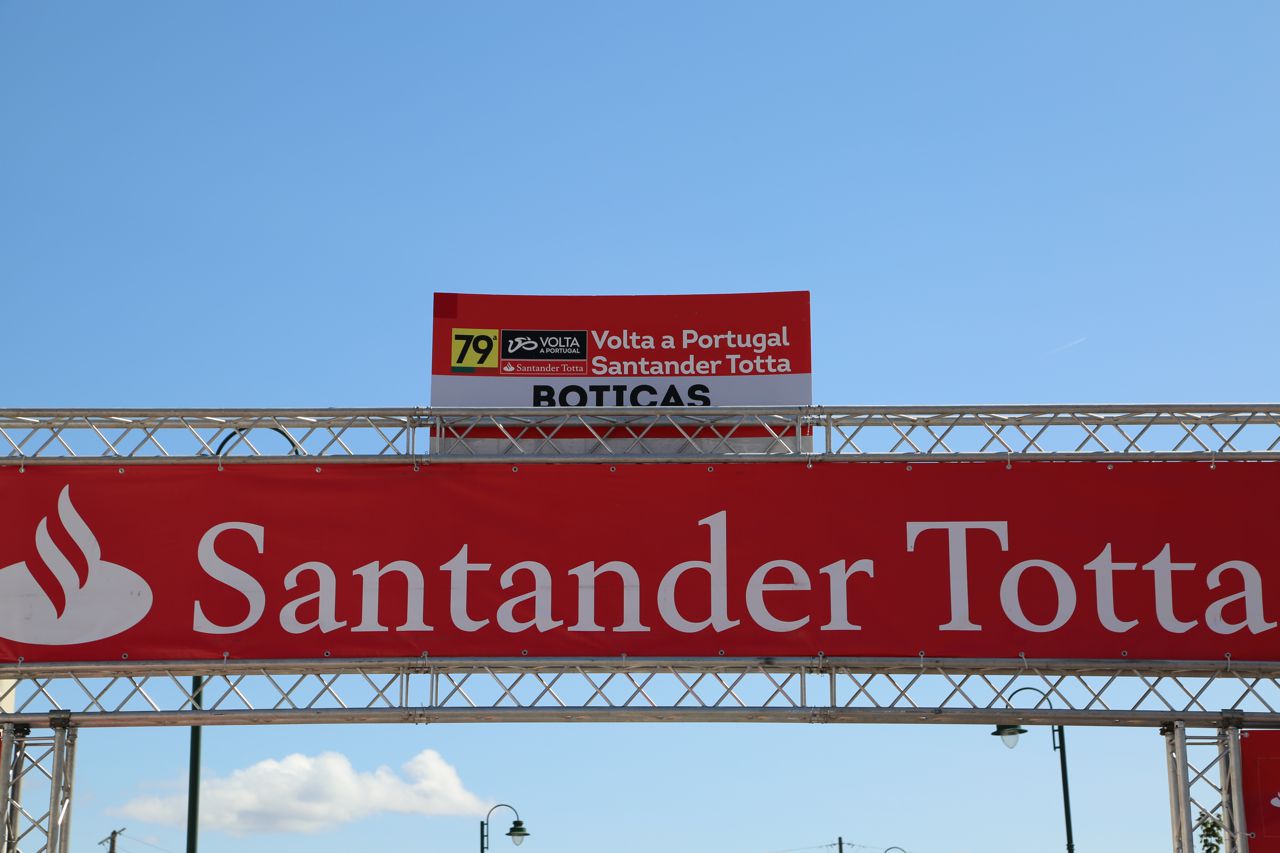 79ª
VOLTA
A PORTUGAL
Santander Totta
Volta a Portugal
Santander Totta
BOTICAS
Santander Totta